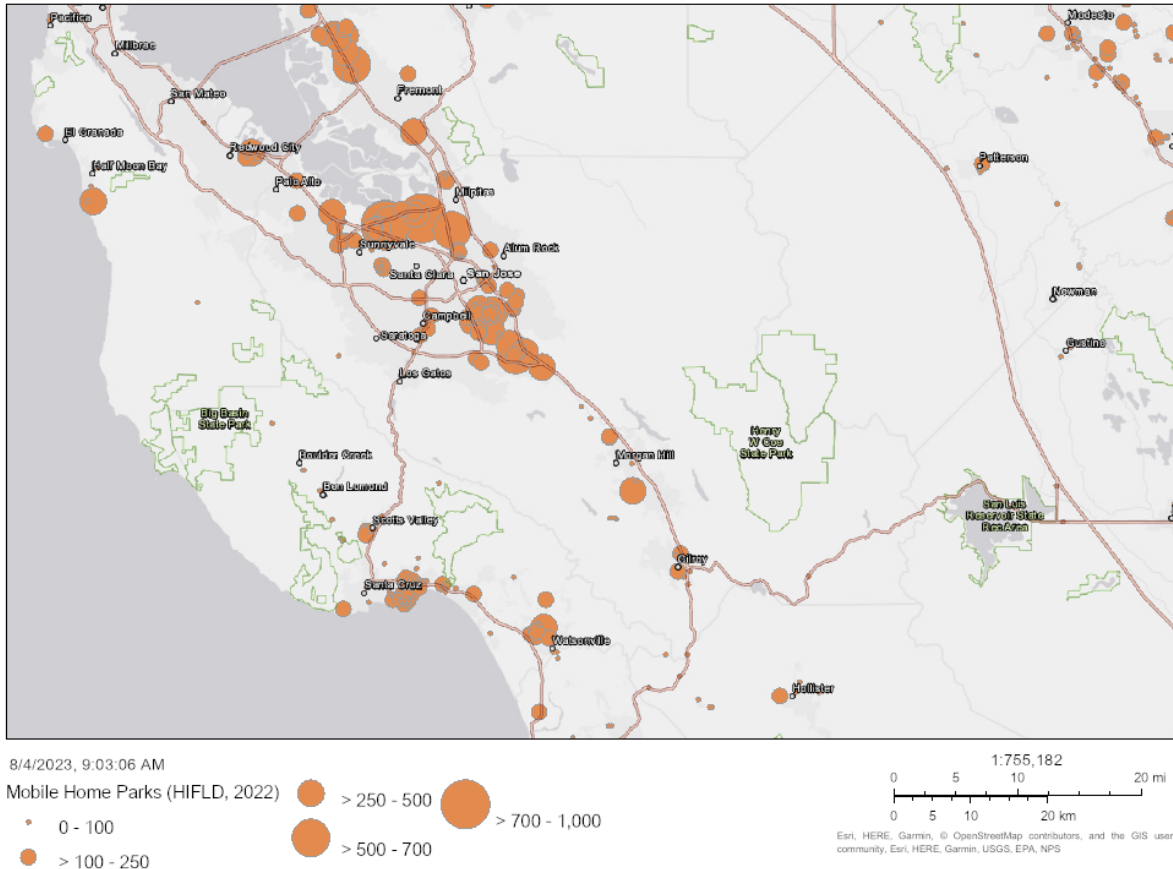 Pacifica
Millbrae
San Mateo
Fremont
Modesto
El Granada
Redwood City
Half Moon Bay
Palo Alto
Milpitas
Patterson
Sunnyvale
Alum Rock
Santa Clara
San Jose
Newman
Campbell
Saratoga
Gustine
Los Gatos
Big Basin
State Park
Henry
W Coe
State Park
Boulder Creek
Morgan Hill
Ben Lomond
San Luis
Reservoir State
Rec Area
Scotts Valley
Gilroy
Santa Cruz
Watsonville
Hollister
8/4/2023, 9:03:06 AM
Mobile Home Parks (HIFLD, 2022)
0 - 100
> 100 - 250
> 250 - 500
> 500 - 700
> 700 - 1,000
1:755,182
0 5 10 20 mi
0 5 10 20 km
Esri, HERE, Garmin, © OpenStreetMap contributors, and the GIS user
community, Esri, HERE, Garmin, USGS, EPA, NPS